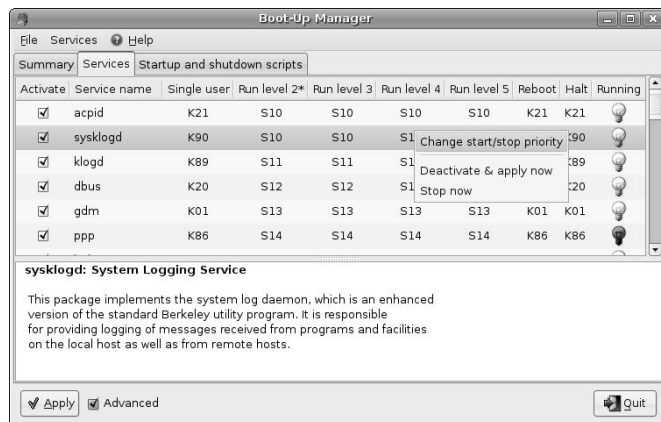 Boot-Up Manager
File Services Help
Summary Services Startup and shutdown scripts
Activate Service name Single user Run level 2* Run level 3 Run level 4 Run level 5 Reboot Halt Running
acpid K21 S10 S10 S10 S10 K21 K21
sysklogd K90 S10 S10 S1 K90
Change start/stop priority
klogd K89 S11 S11 S1 K89
Deactivate & apply now
dbus K20 S12 S12 S1 K20
Stop now
gdm K01 S13 S13 S13 S13 K01 K01
ppp K86 S14 S14 S14 S14 K86 K86
sysklogd: System Logging Service
This package implements the system log daemon, which is an enhanced
version of the standard Berkeley utility program. It is responsible
for providing logging of messages received from programs and facilities
on the local host as well as from remote hosts.
Apply Advanced Quit